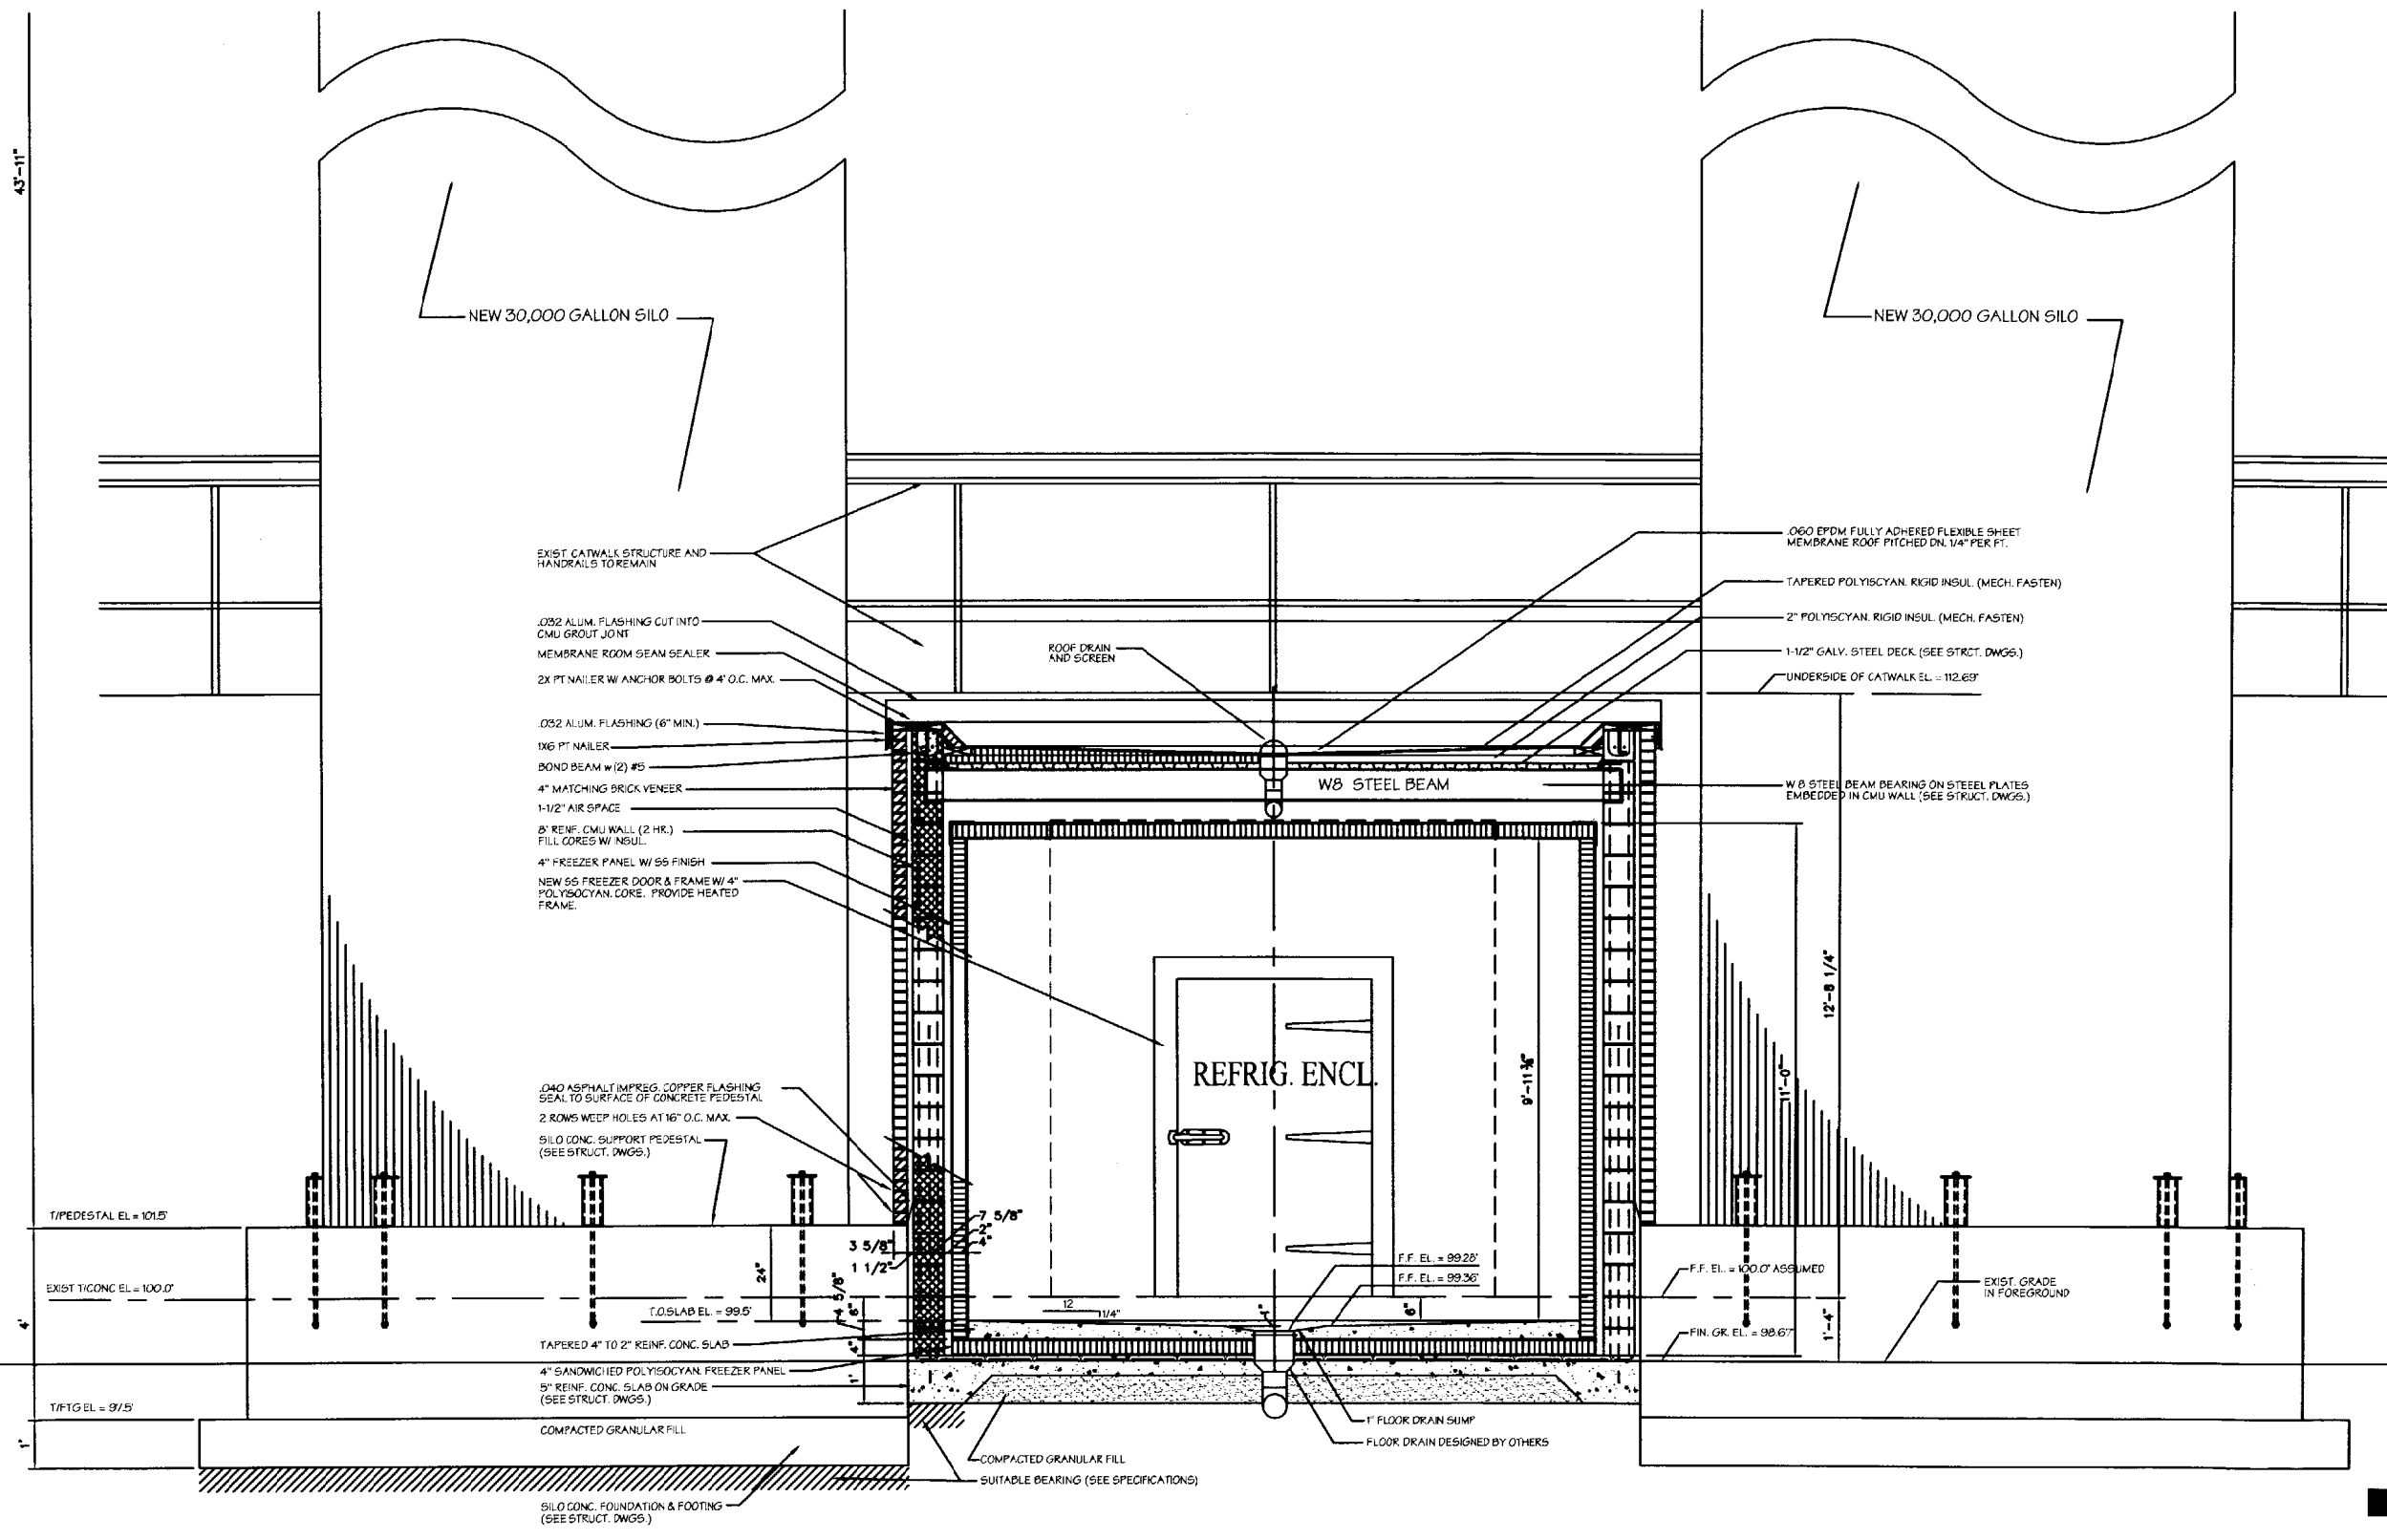 43'-11"
NEW 30,000 GALLON SILO
NEW 30,000 GALLON SILO
EXIST. CATWALK STRUCTURE AND
HANDRAILS TO REMAIN
.032 ALUM. FLASHING CUT INTO
CMU GROUT JOINT
MEMBRANE ROOM SEAM SEALER
2X PT NAILER W/ ANCHOR BOLTS @ 4' O.C. MAX.
.032 ALUM. FLASHING (6" MIN.)
1X6 PT NAILER
BOND BEAM w (2) #5
4" MATCHING BRICK VENEER
1-1/2" AIR SPACE
8" REINF. CMU WALL (2 HR.)
FILL CORES W/ INSUL.
4" FREEZER PANEL W/ SS FINISH
NEW SS FREEZER DOOR & FRAME W/ 4"
POLYISOCYAN. CORE. PROVIDE HEATED
FRAME.
ROOF DRAIN
AND SCREEN
.060 EPDM FULLY ADHERED FLEXIBLE SHEET
MEMBRANE ROOF PITCHED DN. 1/4" PER FT.
TAPERED POLYISCYAN. RIGID INSUL. (MECH. FASTEN)
2" POLYISCYAN. RIGID INSUL. (MECH. FASTEN)
1-1/2" GALV. STEEL DECK (SEE STRCT. DWGS.)
UNDERSIDE OF CATWALK EL. = 112.69'
W8 STEEL BEAM
W 8 STEEL BEAM BEARING ON STEEEL PLATES
EMBEDDED IN CMU WALL (SEE STRUCT. DWGS.)
12'-8 1/4"
REFRIG. ENCL.
9'-11 3/8"
11'-0"
.040 ASPHALT IMPREG. COPPER FLASHING
SEAL TO SURFACE OF CONCRETE PEDESTAL
2 ROWS WEEP HOLES AT 16" O.C. MAX.
SILO CONC. SUPPORT PEDESTAL
(SEE STRUCT. DWGS.)
T/PEDESTAL EL = 101.5'
7 5/8"
2"
4"
3 5/8"
1 1/2"
24"
4 5/8"
6"
4"
1'
EXIST T/CONC EL = 100.0'
T.O.SLAB EL. = 99.5'
12
1/4"
1"
6"
F.F. EL. = 99.28'
F.F. EL. = 99.36'
F.F. EL. = 100.0' ASSUMED
EXIST. GRADE
IN FOREGROUND
1'-4"
FIN. GR. EL. = 98.67'
4'
TAPERED 4" TO 2" REINF. CONC. SLAB
4" SANDWICHED POLYISOCYAN. FREEZER PANEL
5" REINF. CONC. SLAB ON GRADE
(SEE STRUCT. DWGS.)
T/FTG EL = 97.5'
1'
COMPACTED GRANULAR FILL
1" FLOOR DRAIN SUMP
FLOOR DRAIN DESIGNED BY OTHERS
COMPACTED GRANULAR FILL
SUITABLE BEARING (SEE SPECIFICATIONS)
SILO CONC. FOUNDATION & FOOTING
(SEE STRUCT. DWGS.)